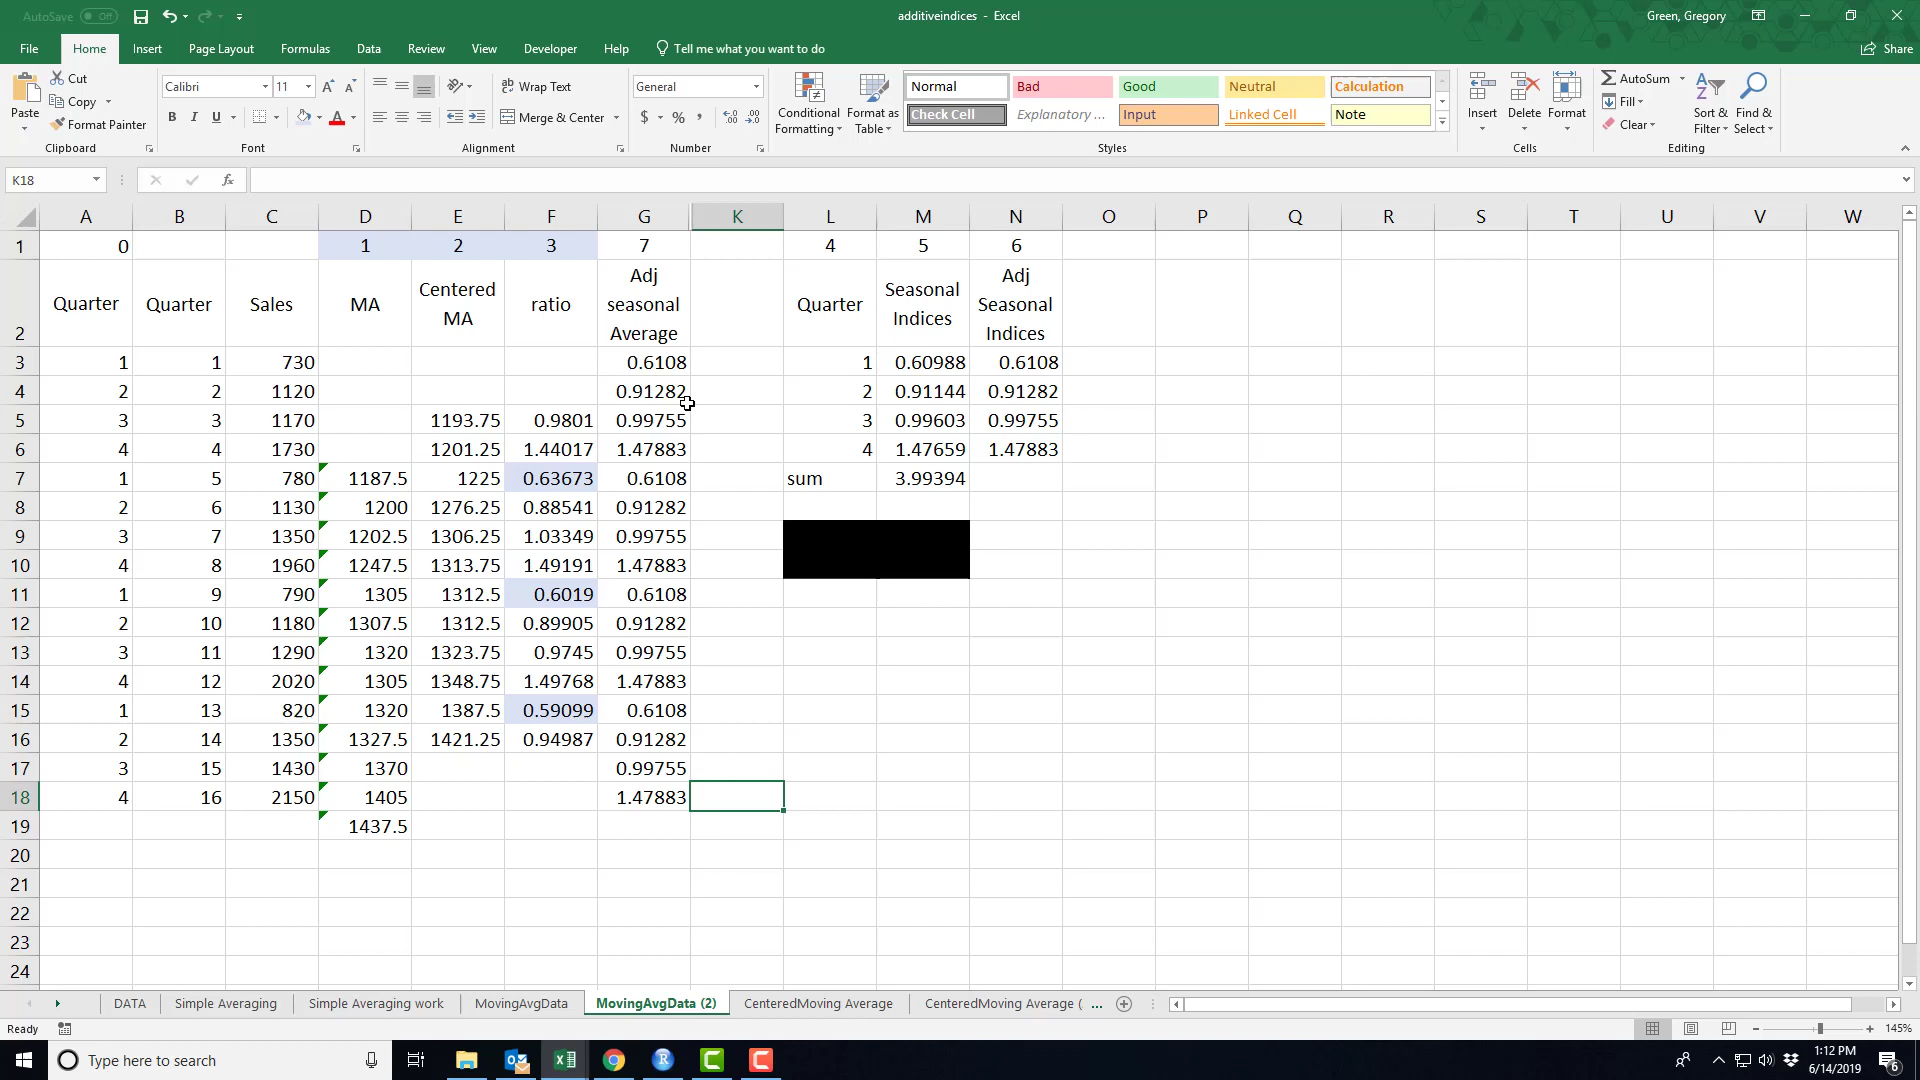 AutoSave Off
additiveindices - Excel
Green, Gregory
File Home Insert Page Layout Formulas Data Review View Developer Help Tell me what you want to do Share
Paste
Cut
Copy
Format Painter
Clipboard
Calibri 11
B I U
Font
Wrap Text
Merge & Center
Alignment
General
$ % ,
Number
Conditional Formatting
Format as Table
Normal Bad Good Neutral Calculation
Check Cell Explanatory ... Input Linked Cell Note
Styles
Insert Delete Format
Cells
AutoSum
Fill
Clear
Sort & Filter
Find & Select
Editing
K18 fx
A B C D E F G K L M N O P Q R S T U V W
1 0 1 2 3 7 4 5 6
2 Quarter Quarter Sales MA Centered MA ratio Adj seasonal Average Quarter Seasonal Indices Adj Seasonal Indices
3 1 1 730 0.6108 1 0.60988 0.6108
4 2 2 1120 0.91282 2 0.91144 0.91282
5 3 3 1170 1193.75 0.9801 0.99755 3 0.99603 0.99755
6 4 4 1730 1201.25 1.44017 1.47883 4 1.47659 1.47883
7 1 5 780 1187.5 1225 0.63673 0.6108 sum 3.99394
8 2 6 1130 1200 1276.25 0.88541 0.91282
9 3 7 1350 1202.5 1306.25 1.03349 0.99755
10 4 8 1960 1247.5 1313.75 1.49191 1.47883
11 1 9 790 1305 1312.5 0.6019 0.6108
12 2 10 1180 1307.5 1312.5 0.89905 0.91282
13 3 11 1290 1320 1323.75 0.9745 0.99755
14 4 12 2020 1305 1348.75 1.49768 1.47883
15 1 13 820 1320 1387.5 0.59099 0.6108
16 2 14 1350 1327.5 1421.25 0.94987 0.91282
17 3 15 1430 1370 0.99755
18 4 16 2150 1405 1.47883
19 1437.5
20
21
22
23
24
DATA Simple Averaging Simple Averaging work MovingAvgData MovingAvgData (2) CenteredMoving Average CenteredMoving Average ( ...
Ready 145%
Type here to search
1:12 PM
6/14/2019
6